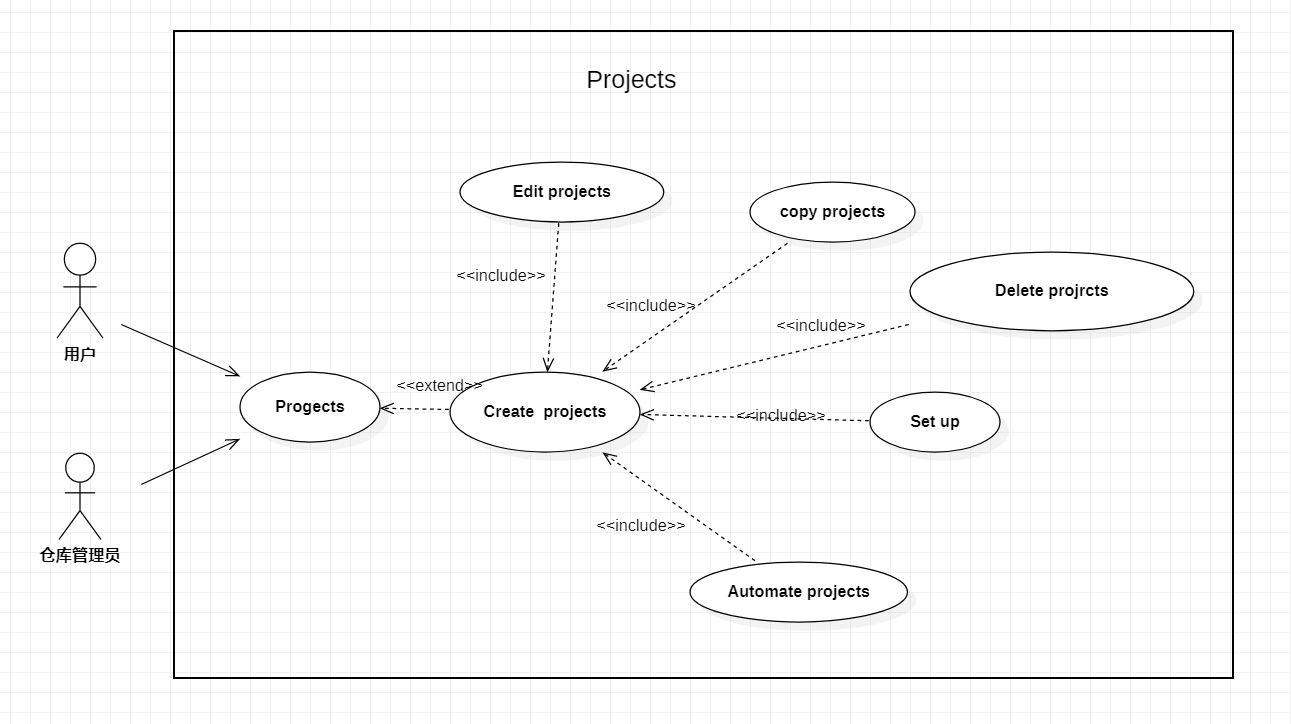 Projects
Edit projects
copy projects
<<include>>
Delete projrcts
<<include>>
<<include>>
用户
<<extend>>
Progects
Create  projects
<<include>>
Set up
<<include>>
仓库管理员
Automate projects